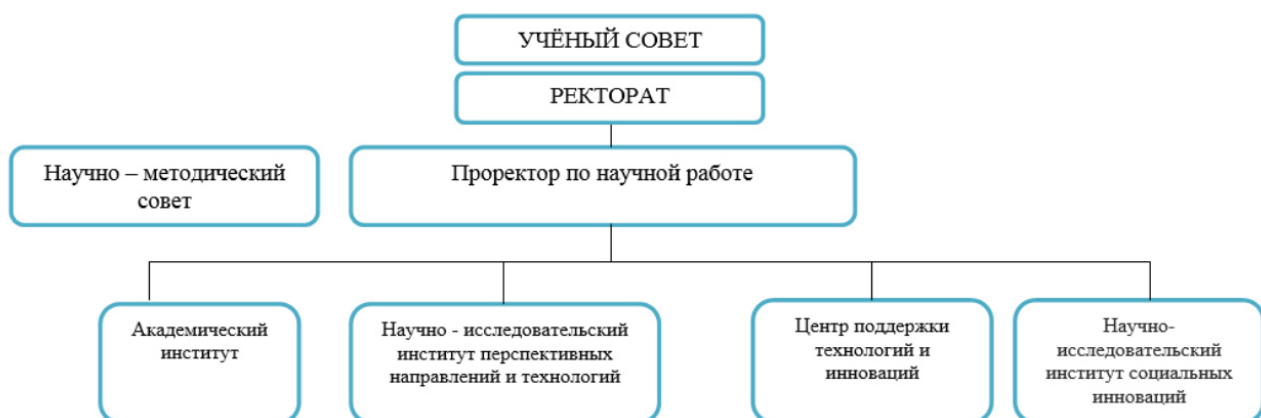 УЧЁНЫЙ СОВЕТ
РЕКТОРАТ
Научно – методический
совет
Проректор по научной работе
Академический
институт
Научно - исследовательский
институт перспективных
направлений и технологий
Центр поддержки
технологий и
инноваций
Научно-
исследовательский
институт социальных
инноваций